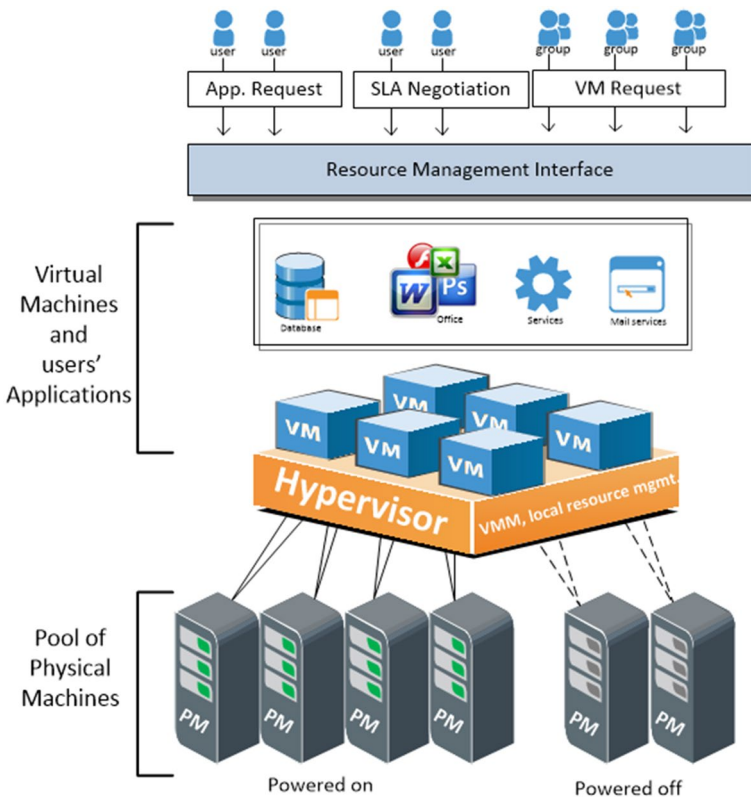 user user user user group group group
App. Request SLA Negotiation VM Request
Resource Management Interface
Virtual
Machines
and
users'
Applications
Database Office Services Mail services
W X Ps
VM VM VM VM VM VM
Hypervisor VMM, local resource mgmt.
Pool of
Physical
Machines
PM PM PM PM PM PM
Powered on Powered off